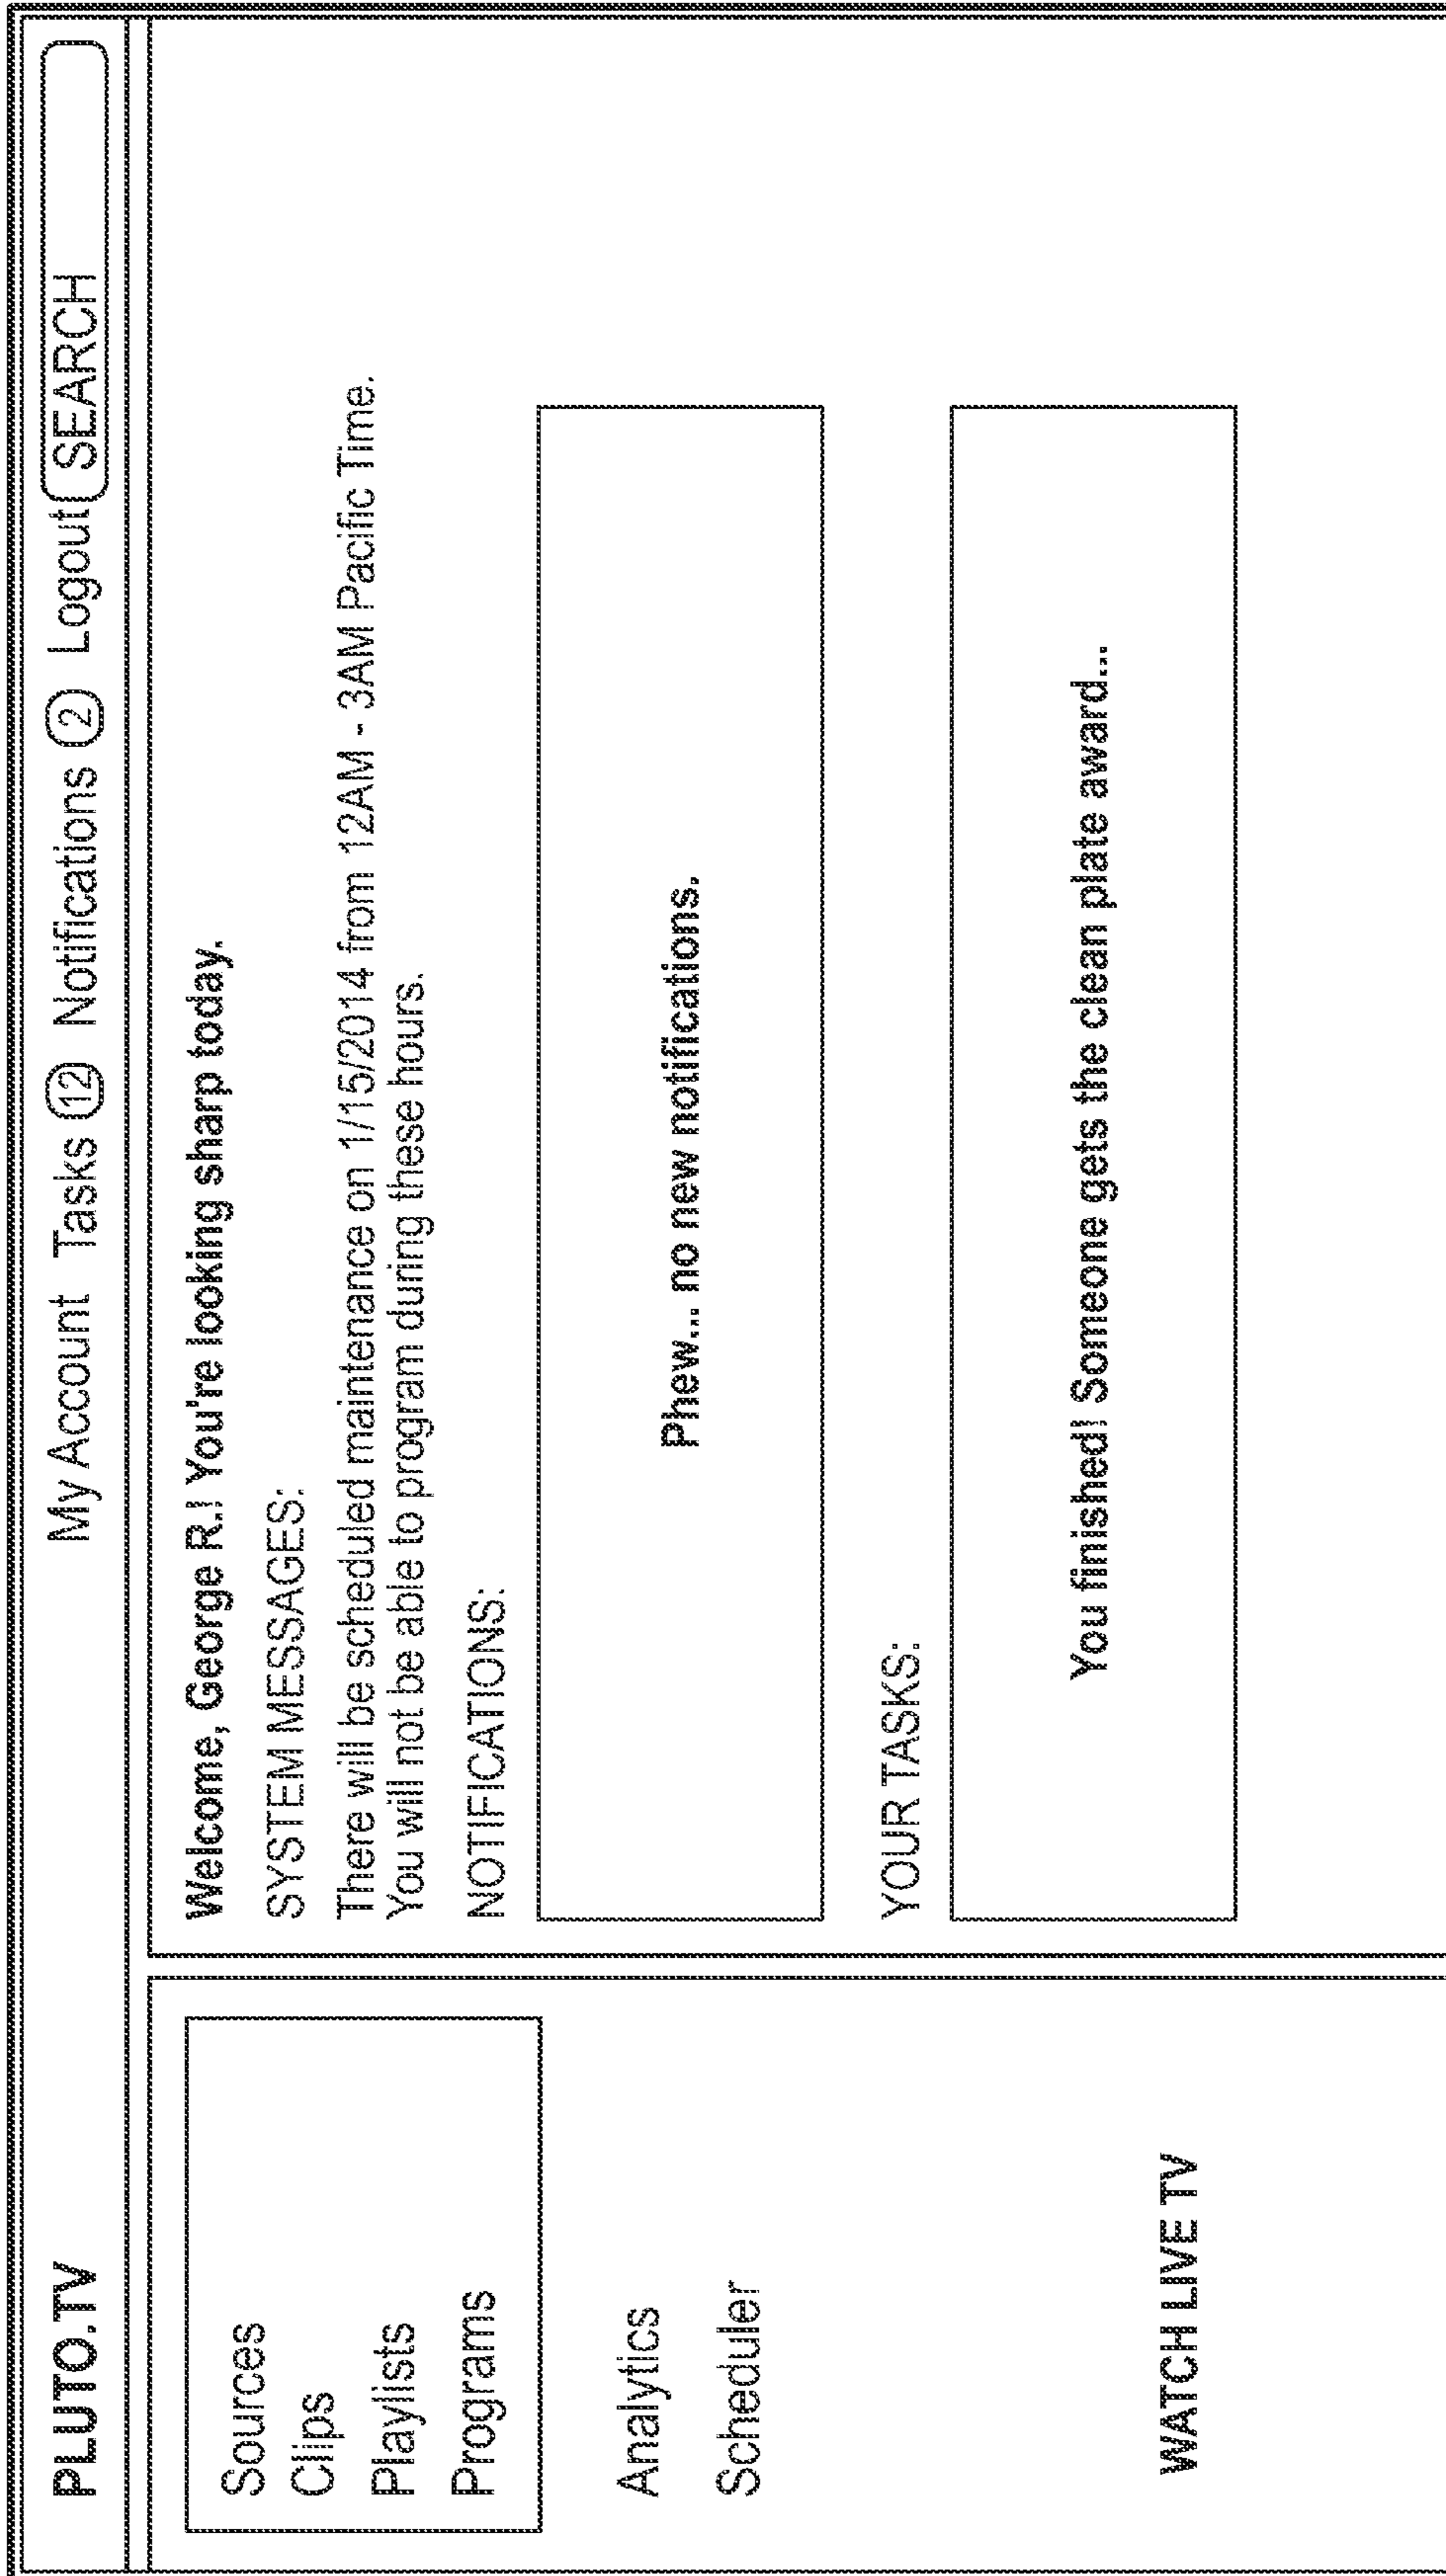 PLUTO.TV
My Account Tasks 12 Notifications 2 Logout SEARCH
Sources
Clips
Playlists
Programs
Analytics
Scheduler
WATCH LIVE TV
Welcome, George R.! You're looking sharp today.
SYSTEM MESSAGES:
There will be scheduled maintenance on 1/15/2014 from 12AM - 3AM Pacific Time.
You will not be able to program during these hours.
NOTIFICATIONS:
Phew... no new notifications.
YOUR TASKS:
You finished! Someone gets the clean plate award...